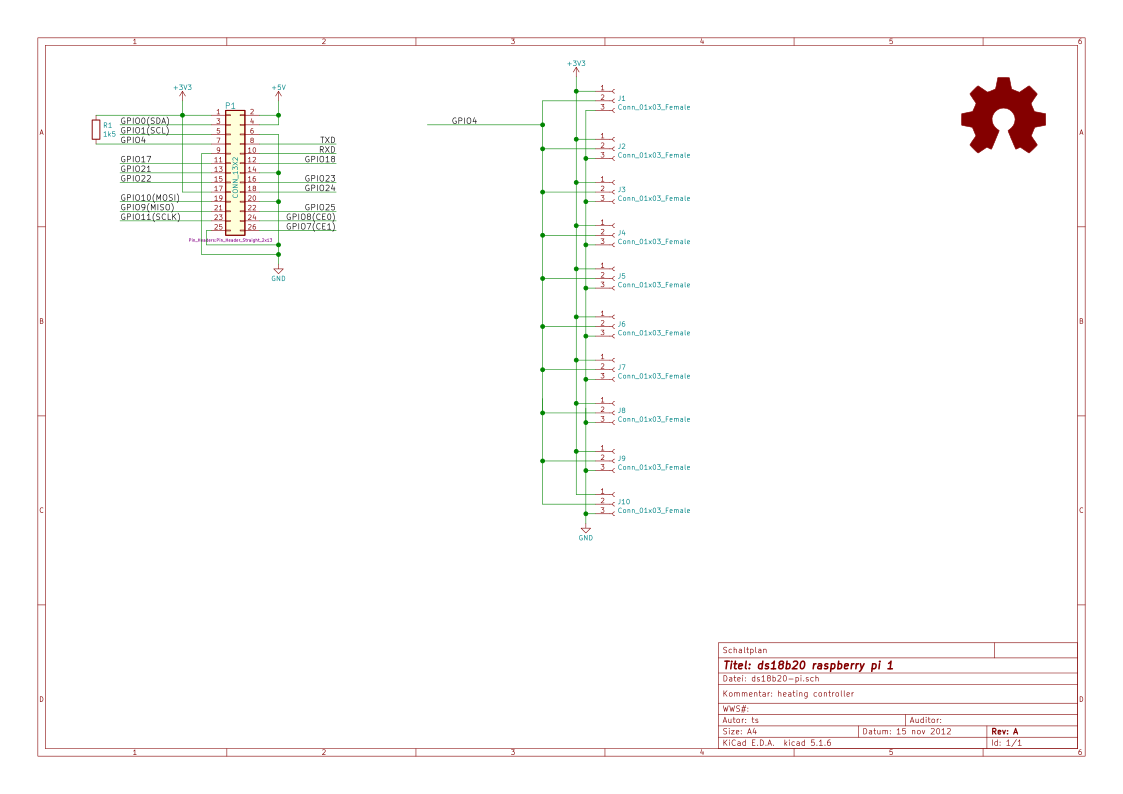 1 2 3 4 5 6
+3V3
+5V
P1
R1
1k5
GPIO0(SDA) 1 2
GPIO1(SCL) 3 4
GPIO4 5 6
7 8 TXD
9 10 RXD
GPIO17 11 12 GPIO18
GPIO21 13 14
GPIO22 15 16 GPIO23
17 18 GPIO24
GPIO10(MOSI) 19 20
GPIO9(MISO) 21 22 GPIO25
GPIO11(SCLK) 23 24 GPIO8(CE0)
25 26 GPIO7(CE1)
CONN_13X2
Pin_Headers:Pin_Header_Straight_2x13
GND
+3V3
GPIO4
1
2 J1
3 Conn_01x03_Female
1
2 J2
3 Conn_01x03_Female
1
2 J3
3 Conn_01x03_Female
1
2 J4
3 Conn_01x03_Female
1
2 J5
3 Conn_01x03_Female
1
2 J6
3 Conn_01x03_Female
1
2 J7
3 Conn_01x03_Female
1
2 J8
3 Conn_01x03_Female
1
2 J9
3 Conn_01x03_Female
1
2 J10
3 Conn_01x03_Female
GND
A A
B B
C C
D D
Schaltplan
Titel: ds18b20 raspberry pi 1
Datei: ds18b20-pi.sch
Kommentar: heating controller
WWS#:
Autor: ts Auditor:
Size: A4 Datum: 15 nov 2012 Rev: A
KiCad E.D.A. kicad 5.1.6 Id: 1/1
1 2 3 4 5 6